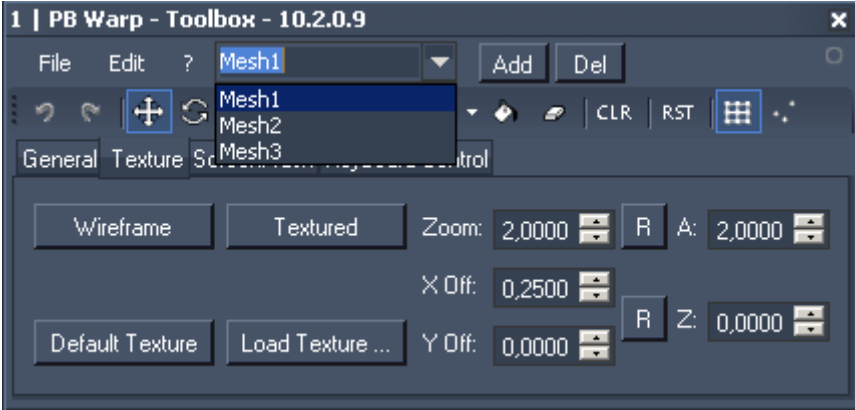 1 | PB Warp - Toolbox - 10.2.0.9
File Edit ? Mesh1 Add Del
Mesh1
Mesh2
Mesh3
CLR RST
General Texture
Wireframe Textured Zoom: 2,0000 R A: 2,0000
X Off: 0,2500
R Z: 0,0000
Default Texture Load Texture ... Y Off: 0,0000